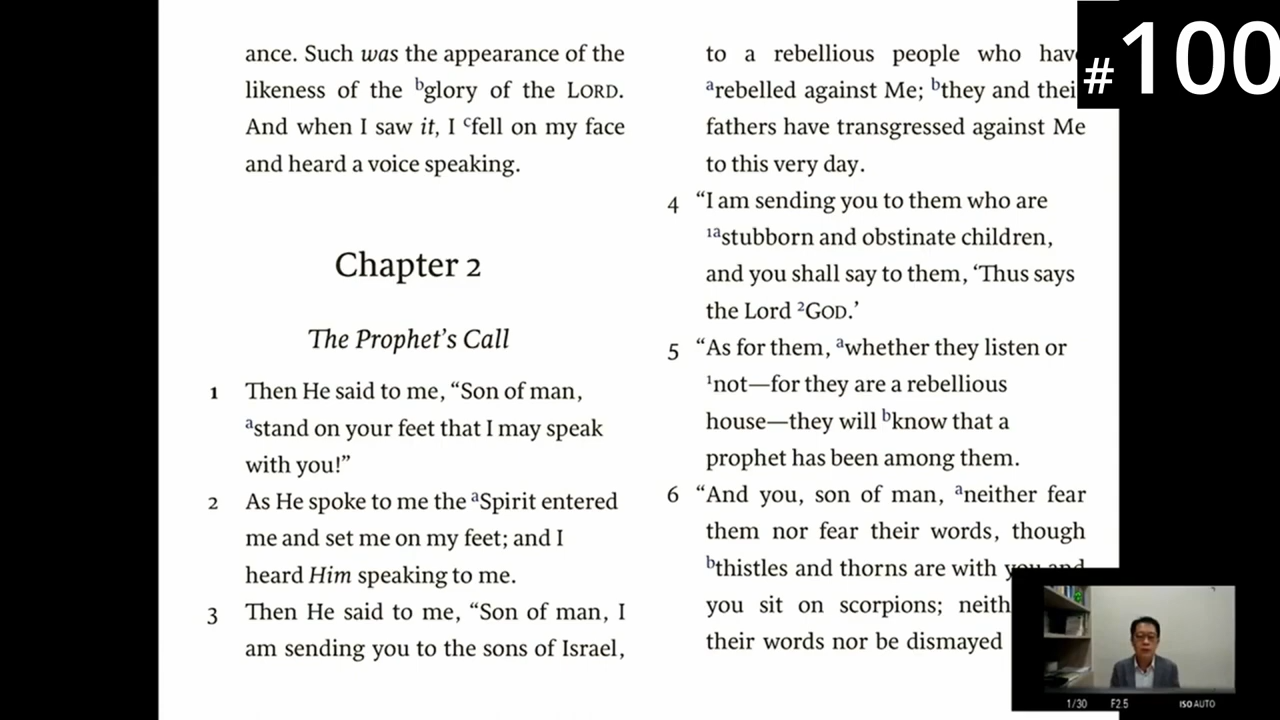 ance. Such was the appearance of the
likeness of the bglory of the LORD.
And when I saw it, I cfell on my face
and heard a voice speaking.
Chapter 2
The Prophet’s Call
1 Then He said to me, “Son of man,
astand on your feet that I may speak
with you!”
2 As He spoke to me the aSpirit entered
me and set me on my feet; and I
heard Him speaking to me.
3 Then He said to me, “Son of man, I
am sending you to the sons of Israel,
to a rebellious people who have
arebelled against Me; bthey and their
fathers have transgressed against Me
to this very day.
4 “I am sending you to them who are
1astubborn and obstinate children,
and you shall say to them, ‘Thus says
the Lord 2GOD.’
5 “As for them, awhether they listen or
1not—for they are a rebellious
house—they will bknow that a
prophet has been among them.
6 “And you, son of man, aneither fear
them nor fear their words, though
bthistles and thorns are with you and
you sit on scorpions; neith
their words nor be dismayed
#100
1/30 F2.5 ISO AUTO